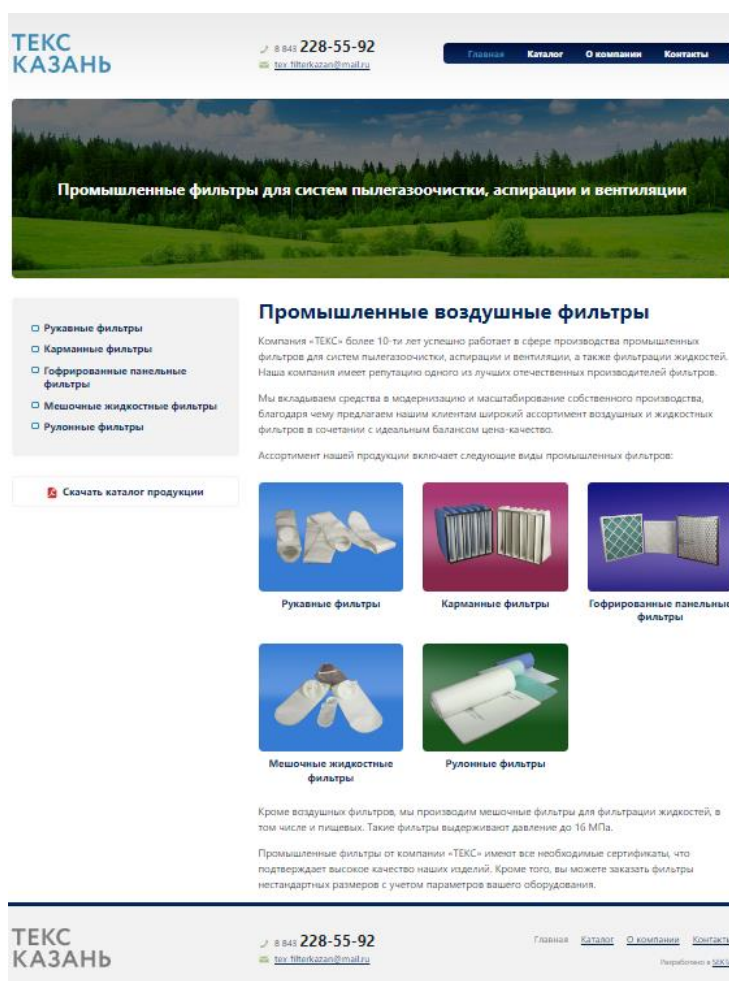 ТЕКС
КАЗАНЬ
8 843 228-55-92
tex_filterkazan@mail.ru
Главная Каталог О компании Контакты
Промышленные фильтры для систем пылегазоочистки, аспирации и вентиляции
Рукавные фильтры
Карманные фильтры
Гофрированные панельные
фильтры
Мешочные жидкостные фильтры
Рулонные фильтры
Скачать каталог продукции
Промышленные воздушные фильтры
Компания «ТЕКС» более 10-ти лет успешно работает в сфере производства промышленных
фильтров для систем пылегазоочистки, аспирации и вентиляции, а также фильтрации жидкостей.
Наша компания имеет репутацию одного из лучших отечественных производителей фильтров.
Мы вкладываем средства в модернизацию и масштабирование собственного производства,
благодаря чему предлагаем нашим клиентам широкий ассортимент воздушных и жидкостных
фильтров в сочетании с идеальным балансом цена-качество.
Ассортимент нашей продукции включает следующие виды промышленных фильтров:
Рукавные фильтры
Карманные фильтры
Гофрированные панельные
фильтры
Мешочные жидкостные
фильтры
Рулонные фильтры
Кроме воздушных фильтров, мы производим мешочные фильтры для фильтрации жидкостей, в
том числе и пищевых. Такие фильтры выдерживают давление до 16 МПа.
Промышленные фильтры от компании «ТЕКС» имеют все необходимые сертификаты, что
подтверждает высокое качество наших изделий. Кроме того, вы можете заказать фильтры
нестандартных размеров с учетом параметров вашего оборудования.
ТЕКС
КАЗАНЬ
8 843 228-55-92
tex_filterkazan@mail.ru
Главная Каталог О компании Контакты
Разработано в